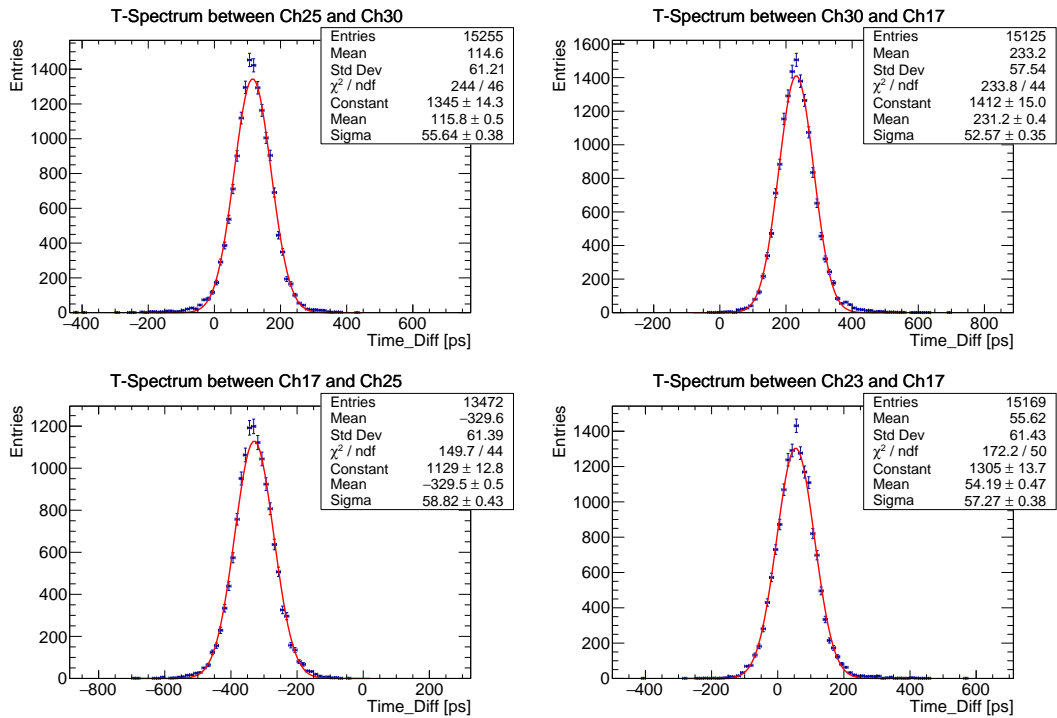 T-Spectrum between Ch25 and Ch30
Entries
Entries 15255
Mean 114.6
Std Dev 61.21
χ² / ndf 244 / 46
Constant 1345 ± 14.3
Mean 115.8 ± 0.5
Sigma 55.64 ± 0.38
1400
1200
1000
800
600
400
200
0
−400 −200 0 200 400 600
Time_Diff [ps]
T-Spectrum between Ch30 and Ch17
Entries
Entries 15125
Mean 233.2
Std Dev 57.54
χ² / ndf 233.8 / 44
Constant 1412 ± 15.0
Mean 231.2 ± 0.4
Sigma 52.57 ± 0.35
1600
1400
1200
1000
800
600
400
200
0
−200 0 200 400 600 800
Time_Diff [ps]
T-Spectrum between Ch17 and Ch25
Entries
Entries 13472
Mean −329.6
Std Dev 61.39
χ² / ndf 149.7 / 44
Constant 1129 ± 12.8
Mean −329.5 ± 0.5
Sigma 58.82 ± 0.43
1200
1000
800
600
400
200
0
−800 −600 −400 −200 0 200
Time_Diff [ps]
T-Spectrum between Ch23 and Ch17
Entries
Entries 15169
Mean 55.62
Std Dev 61.43
χ² / ndf 172.2 / 50
Constant 1305 ± 13.7
Mean 54.19 ± 0.47
Sigma 57.27 ± 0.38
1400
1200
1000
800
600
400
200
0
−400 −200 0 200 400 600
Time_Diff [ps]